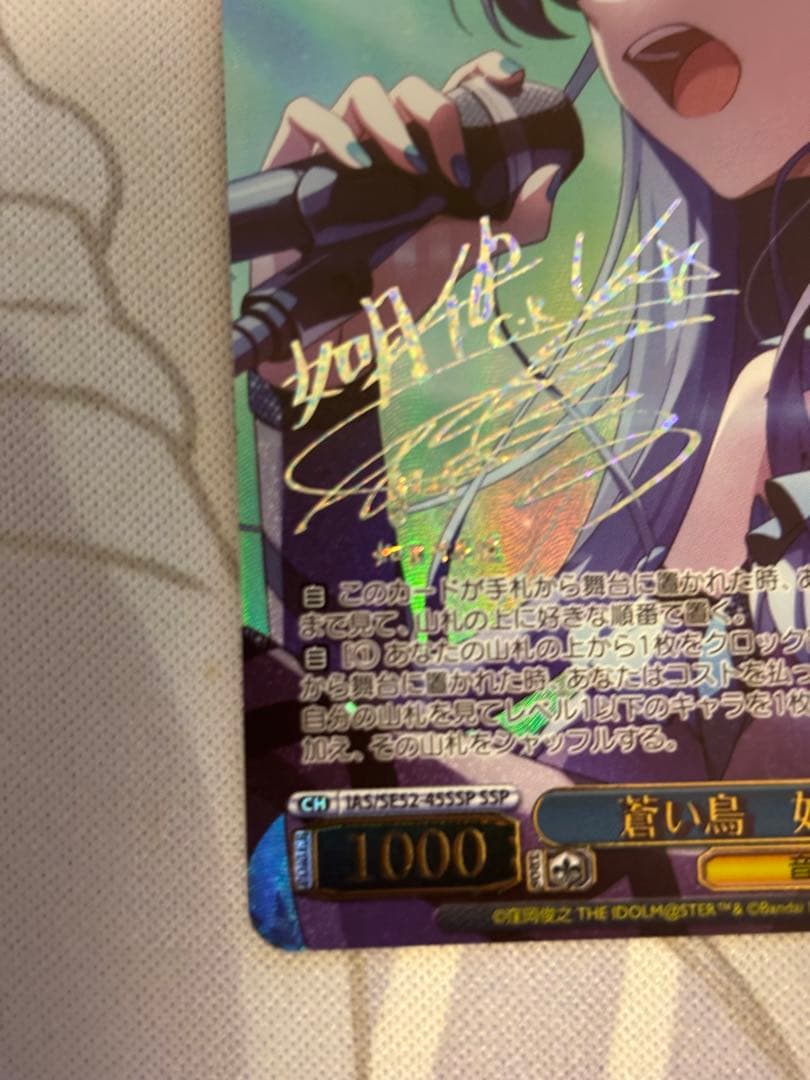 如月千早
C.K
自 このカードが手札から舞台に置かれた時、あ
まで見て、山札の上に好きな順番で置く。
自 [① あなたの山札の上から1枚をクロック
から舞台に置かれた時、あなたはコストを払っ
自分の山札を見てレベル1以下のキャラを1枚
加え、その山札をシャッフルする。
CH IAS/SE52-45SSP SSP
1000 SOUL
蒼い鳥 如
音
©窪岡俊之 THE IDOLM@STER™& ©Bandai